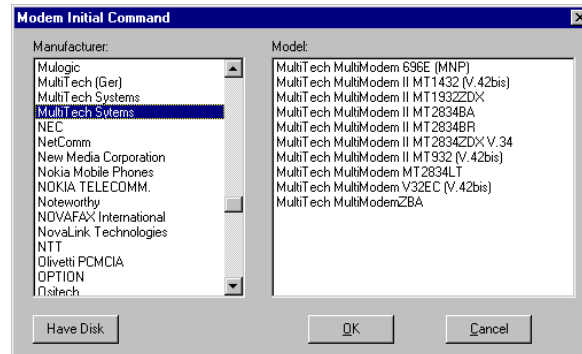 Modem Initial Command
Manufacturer:
Mulogic
MultiTech (Ger)
MultiTech Systems
MultiTech Sytems
NEC
NetComm
New Media Corporation
Nokia Mobile Phones
NOKIA TELECOMM.
Noteworthy
NOVAFAX International
NovaLink Technologies
NTT
Olivetti PCMCIA
OPTION
Ositech
Model:
MultiTech MultiModem 696E (MNP)
MultiTech MultiModem II MT1432 (V.42bis)
MultiTech MultiModem II MT1932ZDX
MultiTech MultiModem II MT2834BA
MultiTech MultiModem II MT2834BR
MultiTech MultiModem II MT2834ZDX V.34
MultiTech MultiModem II MT932 (V.42bis)
MultiTech MultiModem MT2834LT
MultiTech MultiModem V32EC (V.42bis)
MultiTech MultiModemZBA
Have Disk
OK
Cancel